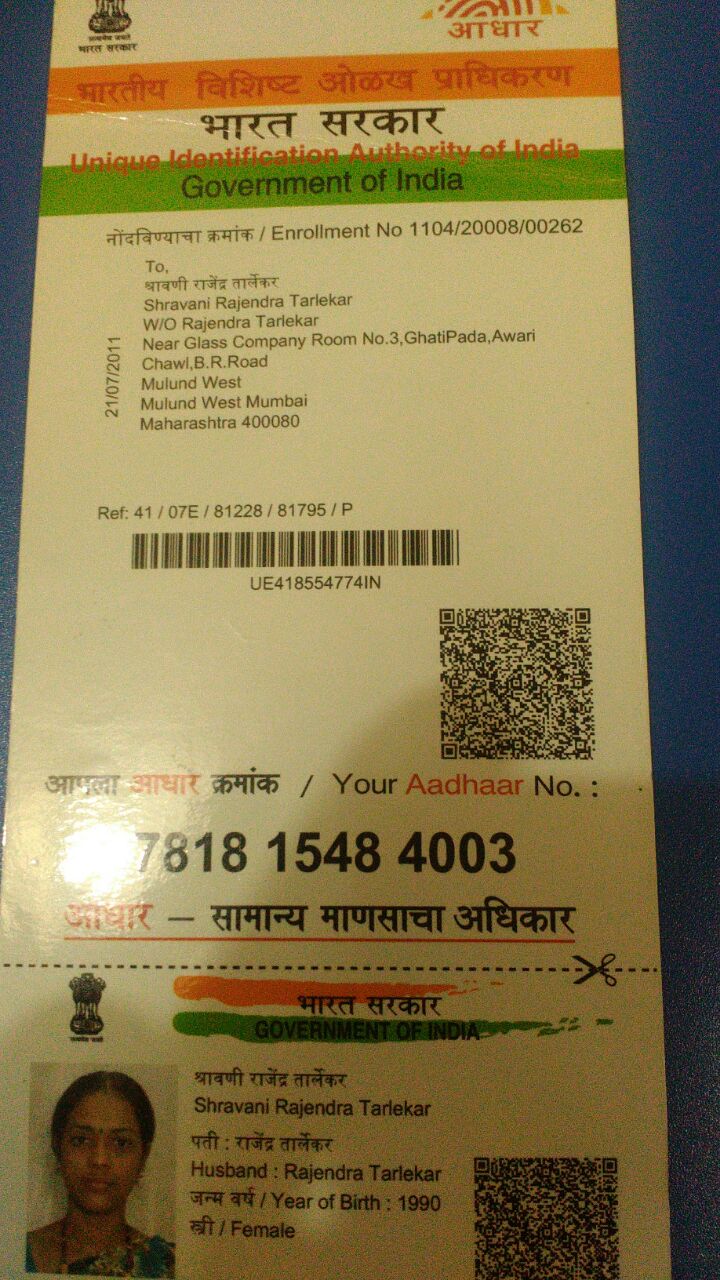 सत्यमेव जयते
भारत सरकार
आधार
भारतीय विशिष्ट ओळख प्राधिकरण
भारत सरकार
Unique Identification Authority of India
Government of India
नोंदविण्याचा क्रमांक / Enrollment No 1104/20008/00262
To,
श्रावणी राजेंद्र तार्लेकर
Shravani Rajendra Tarlekar
W/O Rajendra Tarlekar
Near Glass Company Room No.3,GhatiPada,Awari
Chawl,B.R.Road
Mulund West
Mulund West Mumbai
Maharashtra 400080
21/07/2011
Ref: 41 / 07E / 81228 / 81795 / P
UE418554774IN
आपला आधार क्रमांक / Your Aadhaar No. :
7818 1548 4003
आधार – सामान्य माणसाचा अधिकार
भारत सरकार
GOVERNMENT OF INDIA
श्रावणी राजेंद्र तार्लेकर
Shravani Rajendra Tarlekar
पती : राजेंद्र तार्लेकर
Husband : Rajendra Tarlekar
जन्म वर्ष / Year of Birth : 1990
स्त्री / Female